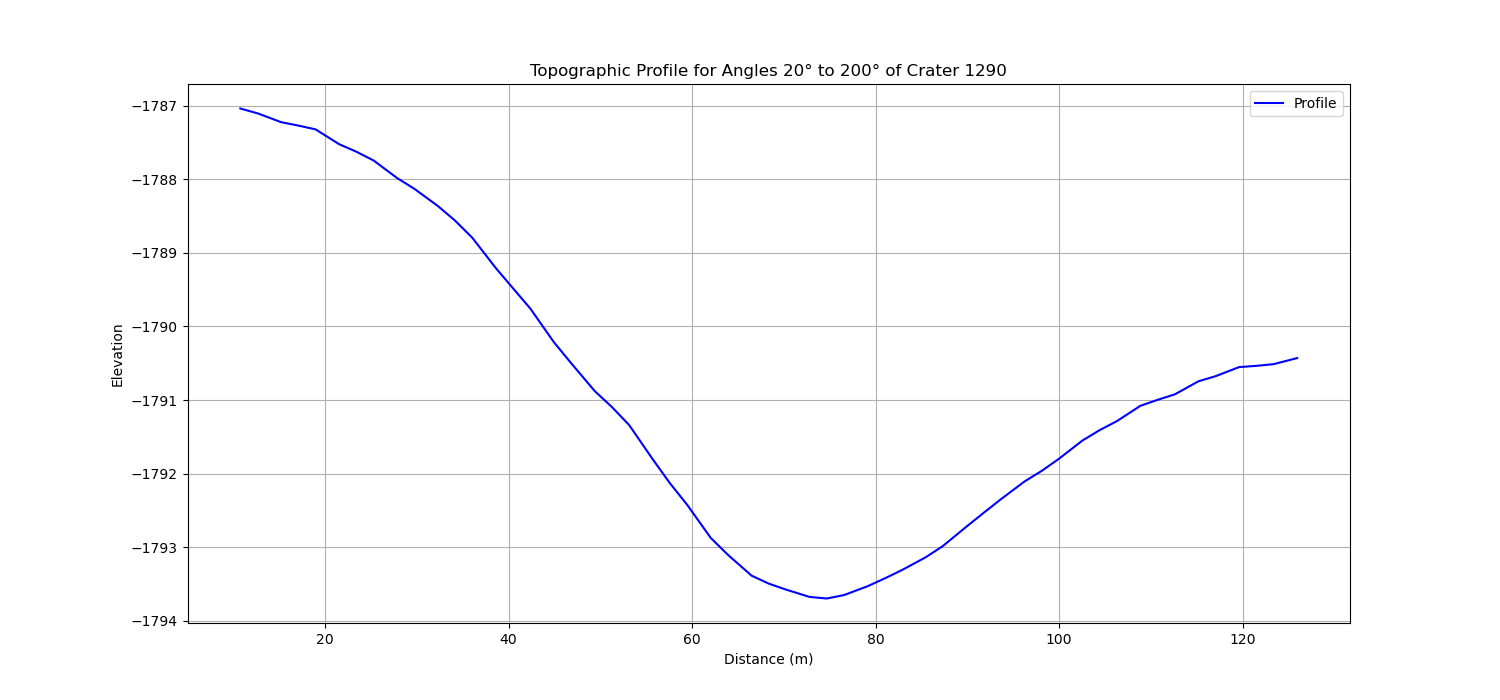 Topographic Profile for Angles 20° to 200° of Crater 1290
Profile
−1787
−1788
−1789
−1790
−1791
−1792
−1793
−1794
Elevation
20 40 60 80 100 120
Distance (m)